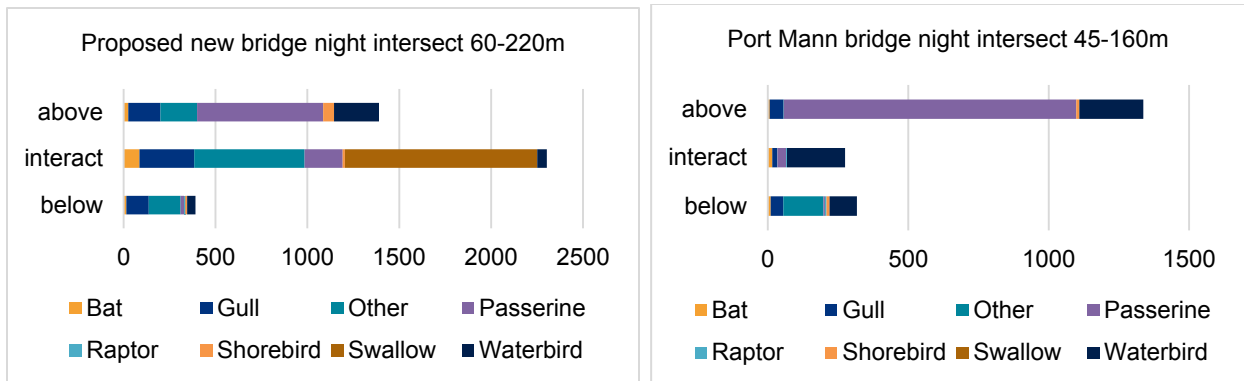 Proposed new bridge night intersect 60-220m
above
interact
below
0 500 1000 1500 2000 2500
Bat Gull Other Passerine
Raptor Shorebird Swallow Waterbird
Port Mann bridge night intersect 45-160m
above
interact
below
0 500 1000 1500
Bat Gull Other Passerine
Raptor Shorebird Swallow Waterbird